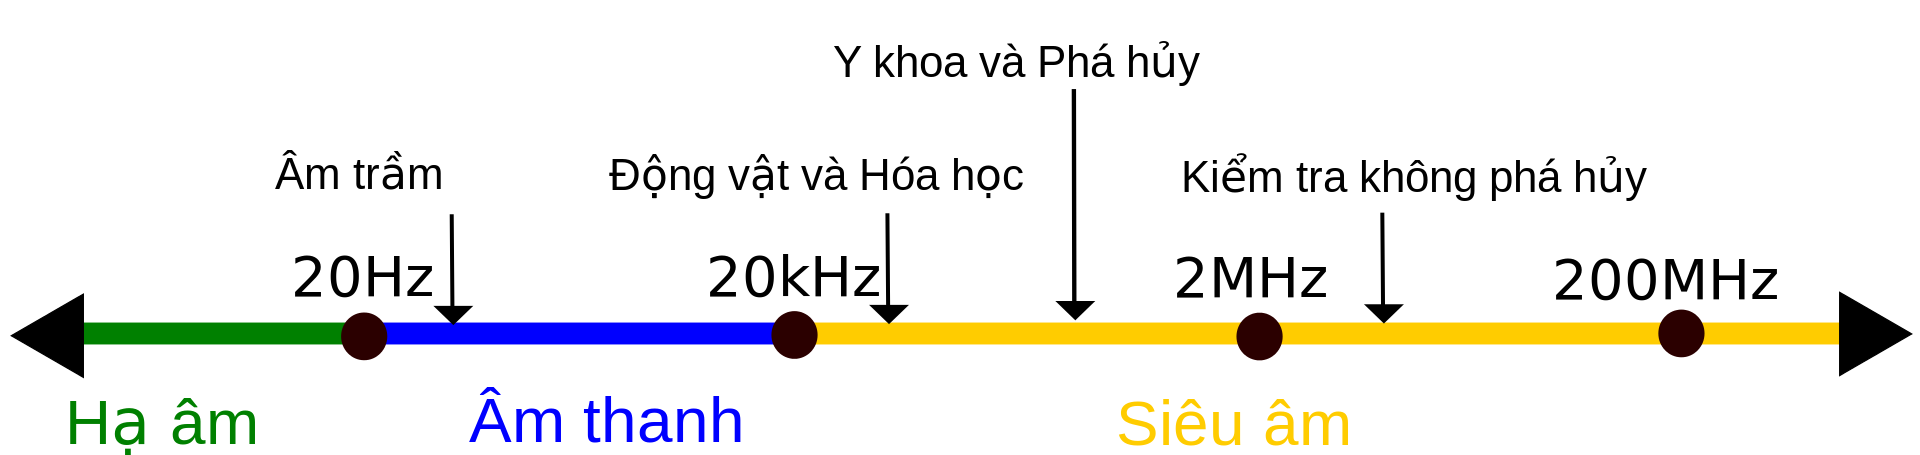 Y khoa và Phá hủy
Âm trầm
Động vật và Hóa học
Kiểm tra không phá hủy
20Hz
20kHz
2MHz
200MHz
Hạ âm
Âm thanh
Siêu âm